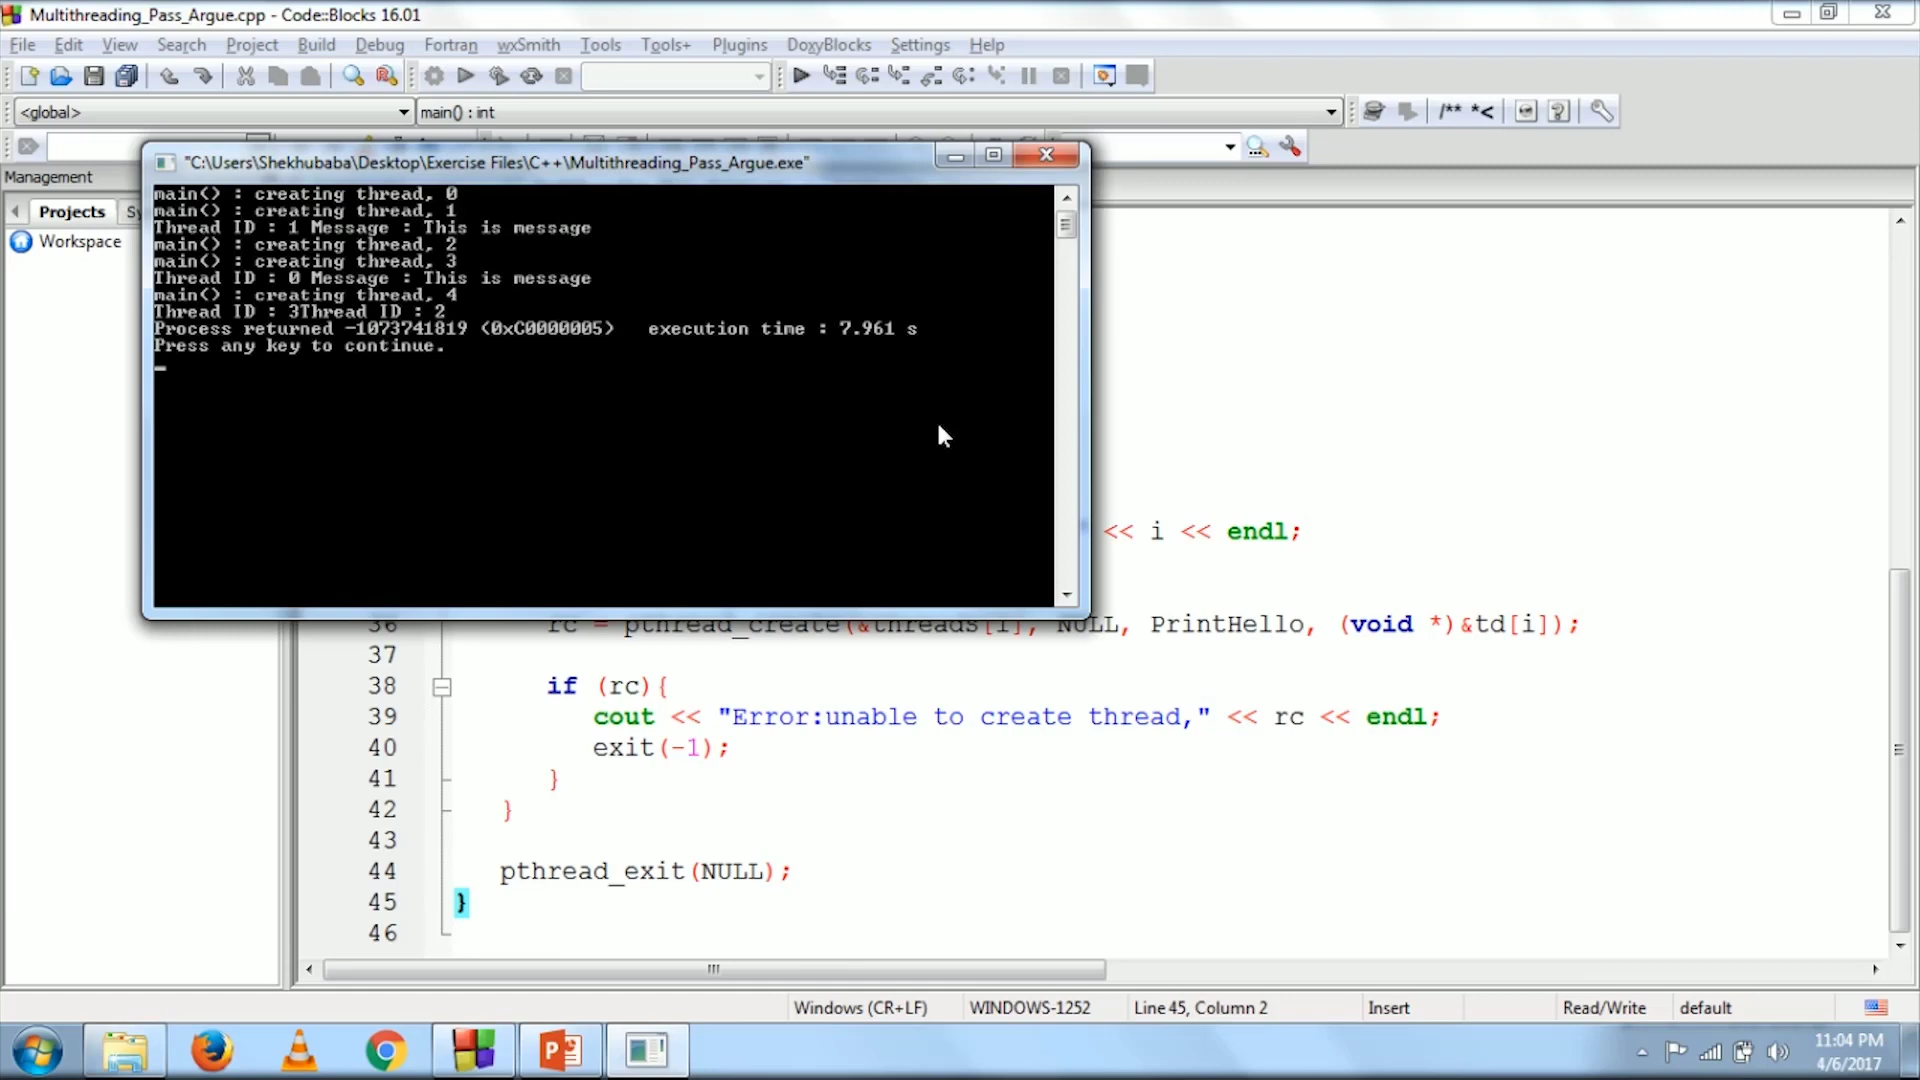 Multithreading_Pass_Argue.cpp - Code::Blocks 16.01
File Edit View Search Project Build Debug Fortran wxSmith Tools Tools+ Plugins DoxyBlocks Settings Help
<global> main() : int /** *<
"C:\Users\Shekhubaba\Desktop\Exercise Files\C++\Multithreading_Pass_Argue.exe"
Management
Projects Sy
Workspace
main() : creating thread, 0
main() : creating thread, 1
Thread ID : 1 Message : This is message
main() : creating thread, 2
main() : creating thread, 3
Thread ID : 0 Message : This is message
main() : creating thread, 4
Thread ID : 3Thread ID : 2
Process returned -1073741819 (0xC0000005)   execution time : 7.961 s
Press any key to continue.
<< i << endl;
36 rc = pthread_create(&threads[i], NULL, PrintHello, (void *)&td[i]);
37
38 if (rc){
39 cout << "Error:unable to create thread," << rc << endl;
40 exit(-1);
41 }
42 }
43
44 pthread_exit(NULL);
45 }
46
Windows (CR+LF) WINDOWS-1252 Line 45, Column 2 Insert Read/Write default
11:04 PM
4/6/2017